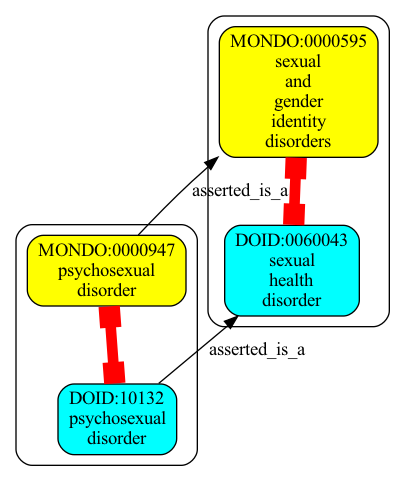 MONDO:0000595
sexual
and
gender
identity
disorders
asserted_is_a
MONDO:0000947
psychosexual
disorder
DOID:0060043
sexual
health
disorder
asserted_is_a
DOID:10132
psychosexual
disorder